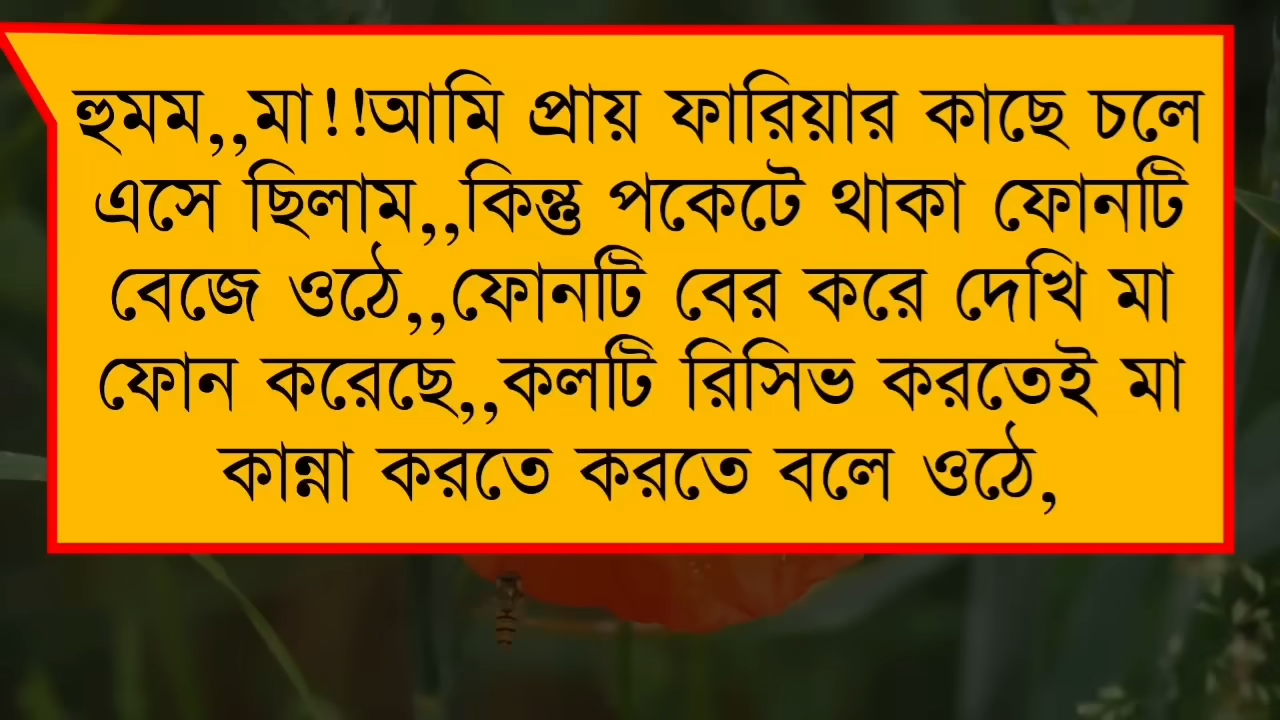 হুমম,,মা!!আমি প্রায় ফারিয়ার কাছে চলে
এসে ছিলাম,,কিন্তু পকেটে থাকা ফোনটি
বেজে ওঠে,,ফোনটি বের করে দেখি মা
ফোন করেছে,,কলটি রিসিভ করতেই মা
কান্না করতে করতে বলে ওঠে,